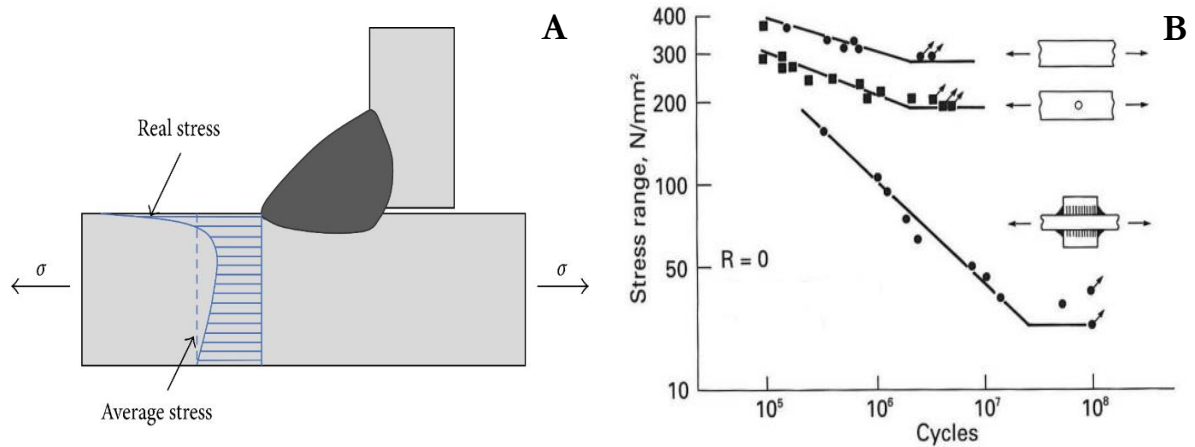 A
Real stress
σ
σ
Average stress
B
Stress range, N/mm²
400
300
200
100
50
10
R = 0
10⁵
10⁶
10⁷
10⁸
Cycles